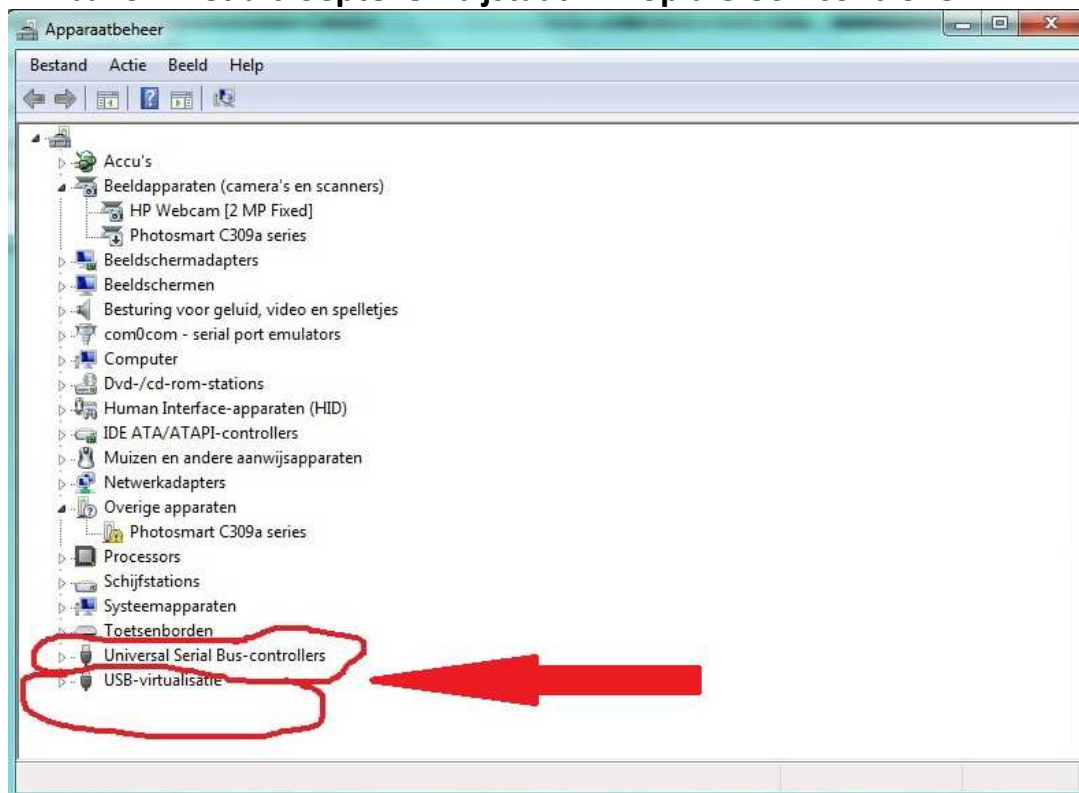 Apparaatbeheer
Bestand Actie Beeld Help
Accu's
Beeldapparaten (camera's en scanners)
HP Webcam [2 MP Fixed]
Photosmart C309a series
Beeldschermadapters
Beeldschermen
Besturing voor geluid, video en spelletjes
com0com - serial port emulators
Computer
Dvd-/cd-rom-stations
Human Interface-apparaten (HID)
IDE ATA/ATAPI-controllers
Muizen en andere aanwijsapparaten
Netwerkadapters
Overige apparaten
Photosmart C309a series
Processors
Schijfstations
Systeemapparaten
Toetsenborden
Universal Serial Bus-controllers
USB-virtualisatie